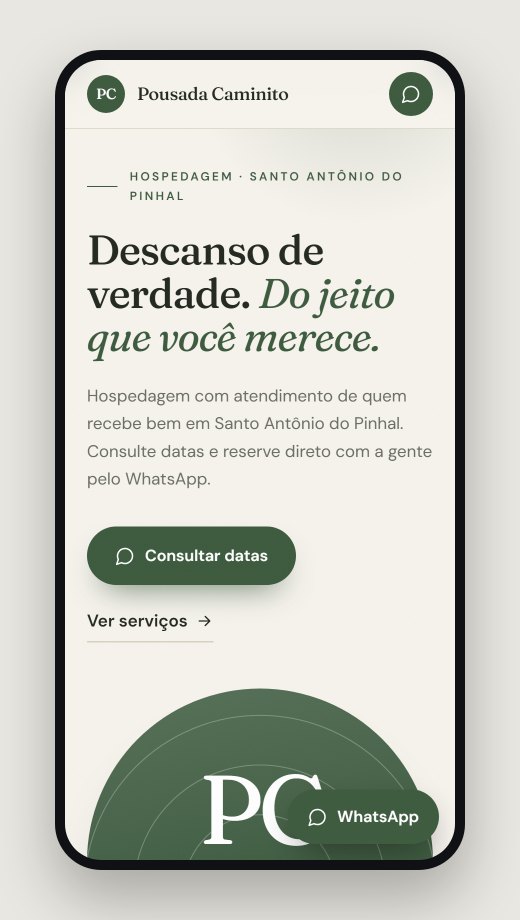 PC Pousada Caminito
HOSPEDAGEM · SANTO ANTÔNIO DO
PINHAL
Descanso de
verdade. Do jeito
que você merece.
Hospedagem com atendimento de quem
recebe bem em Santo Antônio do Pinhal.
Consulte datas e reserve direto com a gente
pelo WhatsApp.
Consultar datas
Ver serviços →
PC
WhatsApp